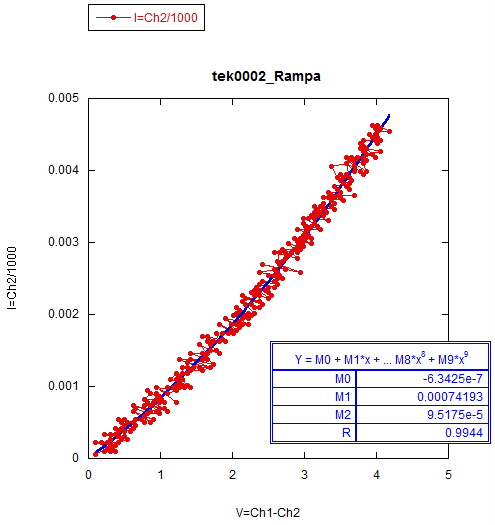 I=Ch2/1000
tek0002_Rampa
0.005
0.004
0.003
0.002
0.001
0
I=Ch2/1000
Y = M0 + M1*x + ... M8*x^8 + M9*x^9
M0 -6.3425e-7
M1 0.00074193
M2 9.5175e-5
R 0.9944
0 1 2 3 4 5
V=Ch1-Ch2